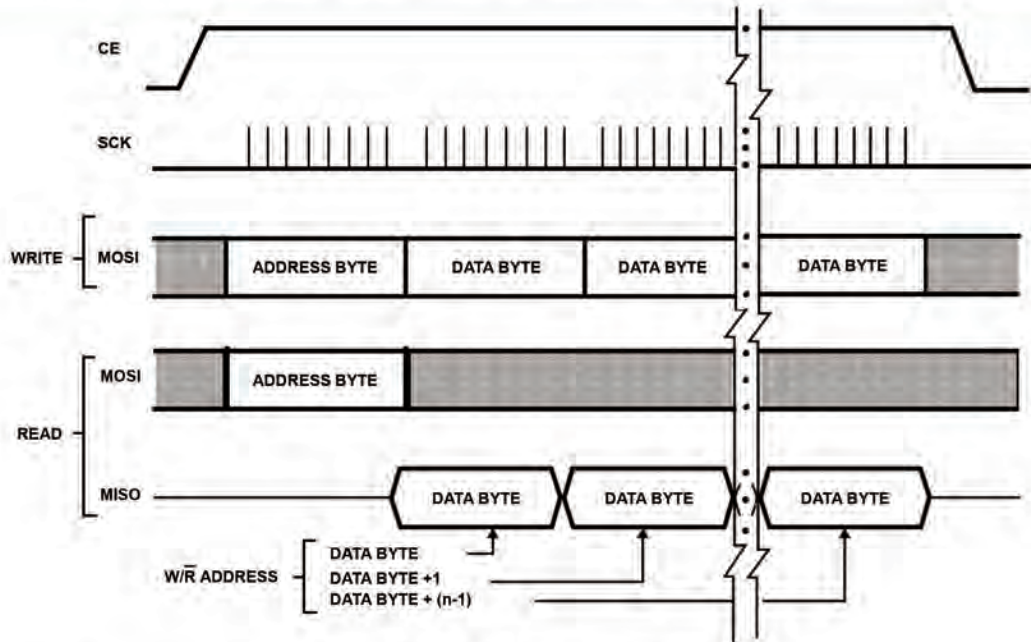 CE
SCK
WRITE
MOSI
ADDRESS BYTE
DATA BYTE
DATA BYTE
DATA BYTE
READ
MOSI
ADDRESS BYTE
MISO
DATA BYTE
DATA BYTE
DATA BYTE
W/R̅ ADDRESS
DATA BYTE
DATA BYTE +1
DATA BYTE + (n-1)